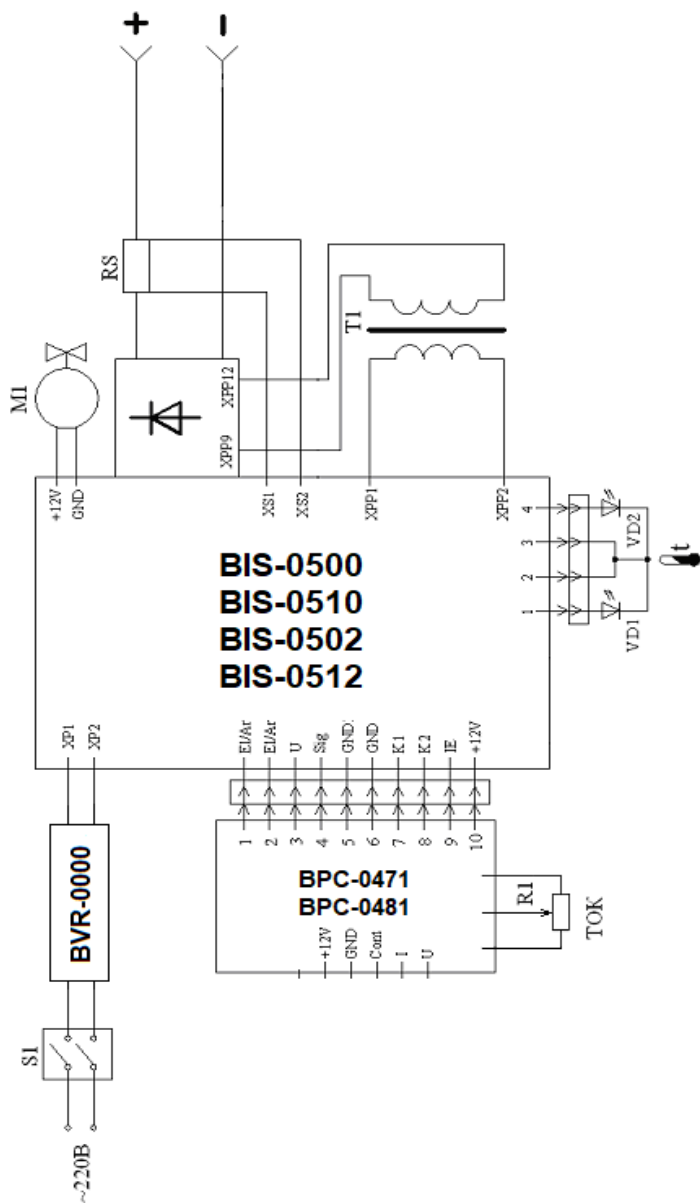 +
-
RS
M1
T1
XPP12
XPP9
+12V
GND
XS1
XS2
XPP1
XPP2
BIS-0500
BIS-0510
BIS-0502
BIS-0512
4
3
2
1
VD2
VD1
t
XP1
XP2
El/Ar
El/Ar
U
Sig
GND
GND
K1
K2
IE
+12V
BVR-0000
1
2
3
4
5
6
7
8
9
10
BPC-0471
BPC-0481
+12V
GND
Cont
I
U
R1
ТОК
S1
~220В